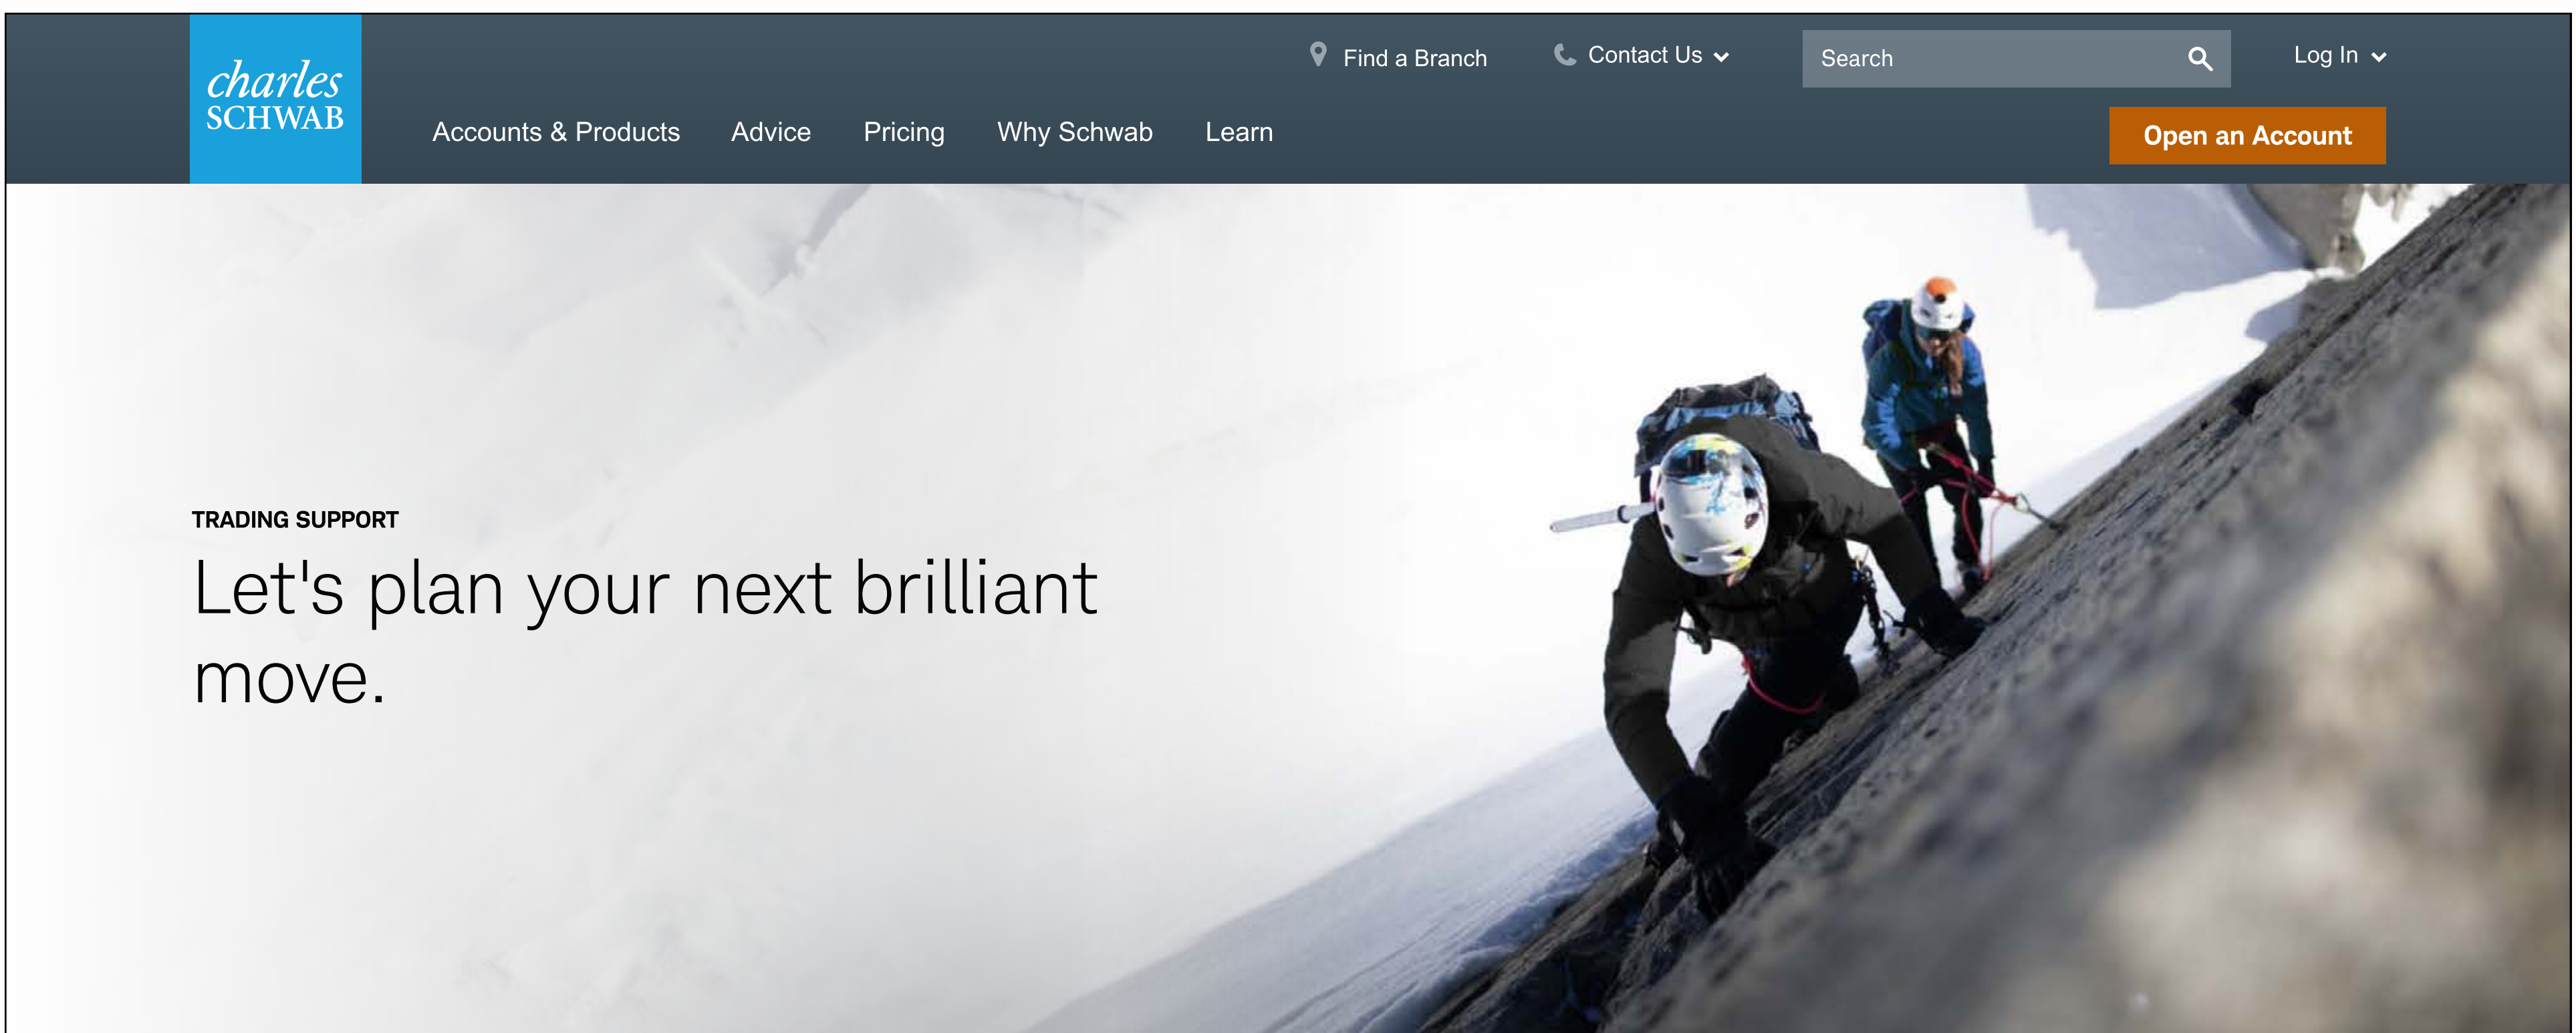 charles
SCHWAB
Find a Branch
Contact Us
Search
Log In
Accounts & Products
Advice
Pricing
Why Schwab
Learn
Open an Account
TRADING SUPPORT
Let's plan your next brilliant
move.